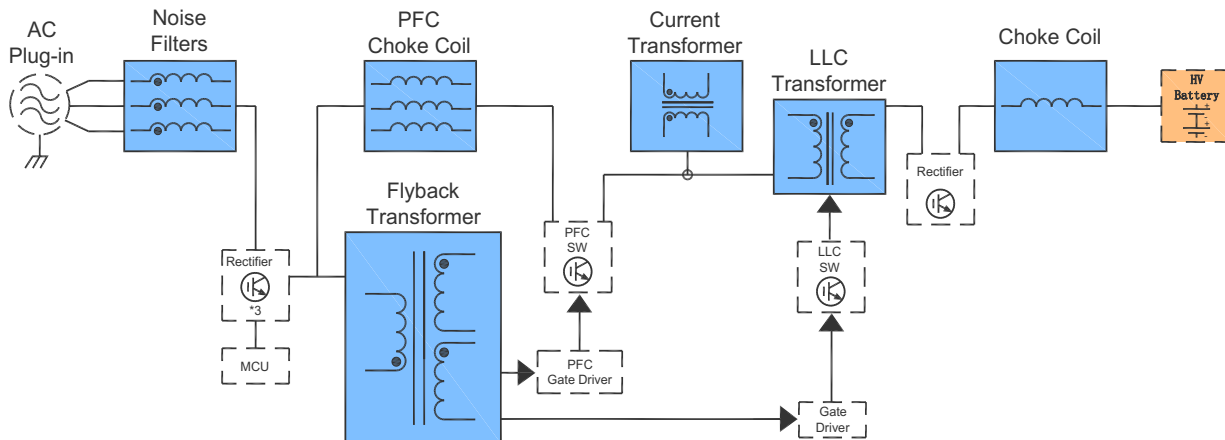 AC
Plug-in
Noise
Filters
PFC
Choke Coil
Current
Transformer
LLC
Transformer
Choke Coil
HV
Battery
+
-
+
-
Rectifier
Flyback
Transformer
PFC
SW
LLC
SW
Rectifier
*3
MCU
PFC
Gate Driver
Gate
Driver